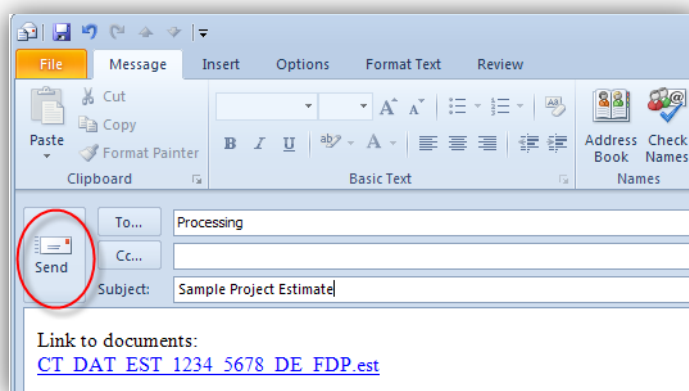 File Message Insert Options Format Text Review
Paste
Cut
Copy
Format Painter
Clipboard
B I U ab A
A A
Basic Text
Address Book
Check Names
Names
Send
To... Processing
Cc...
Subject: Sample Project Estimate
Link to documents:
CT_DAT_EST_1234_5678_DE_FDP.est